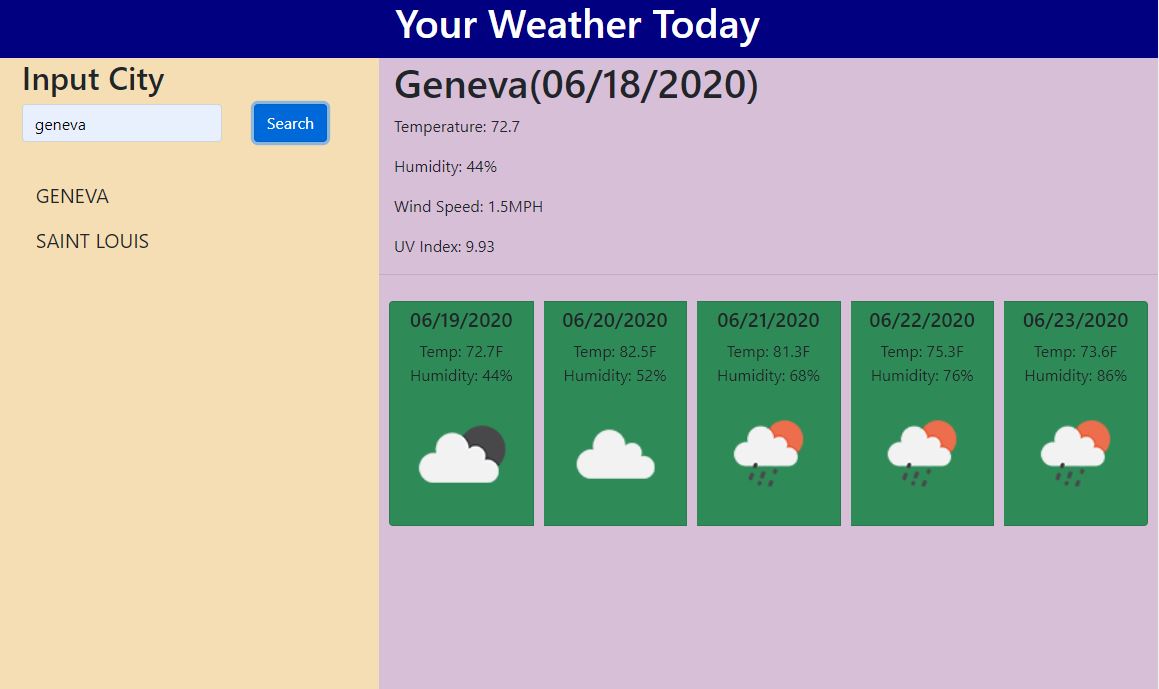 Your Weather Today
Input City
geneva
Search
GENEVA
SAINT LOUIS
Geneva(06/18/2020)
Temperature: 72.7
Humidity: 44%
Wind Speed: 1.5MPH
UV Index: 9.93
06/19/2020
Temp: 72.7F
Humidity: 44%
06/20/2020
Temp: 82.5F
Humidity: 52%
06/21/2020
Temp: 81.3F
Humidity: 68%
06/22/2020
Temp: 75.3F
Humidity: 76%
06/23/2020
Temp: 73.6F
Humidity: 86%